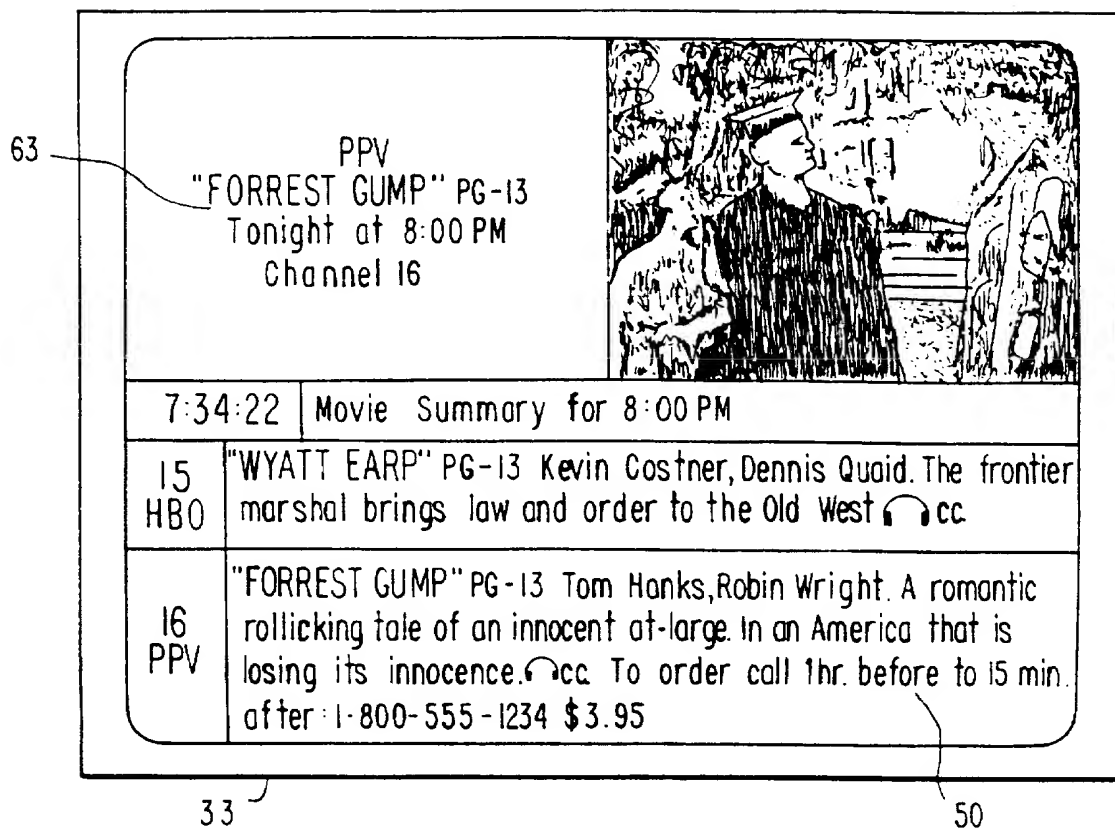 63
PPV
"FORREST GUMP" PG-13
Tonight at 8:00 PM
Channel 16
7:34:22 Movie Summary for 8:00 PM
15
HBO
"WYATT EARP" PG-13 Kevin Costner, Dennis Quaid. The frontier
marshal brings law and order to the Old West cc
16
PPV
"FORREST GUMP" PG-13 Tom Hanks, Robin Wright. A romantic
rollicking tale of an innocent at-large. In an America that is
losing its innocence. cc To order call 1hr. before to 15 min.
after: 1-800-555-1234 $3.95
33
50